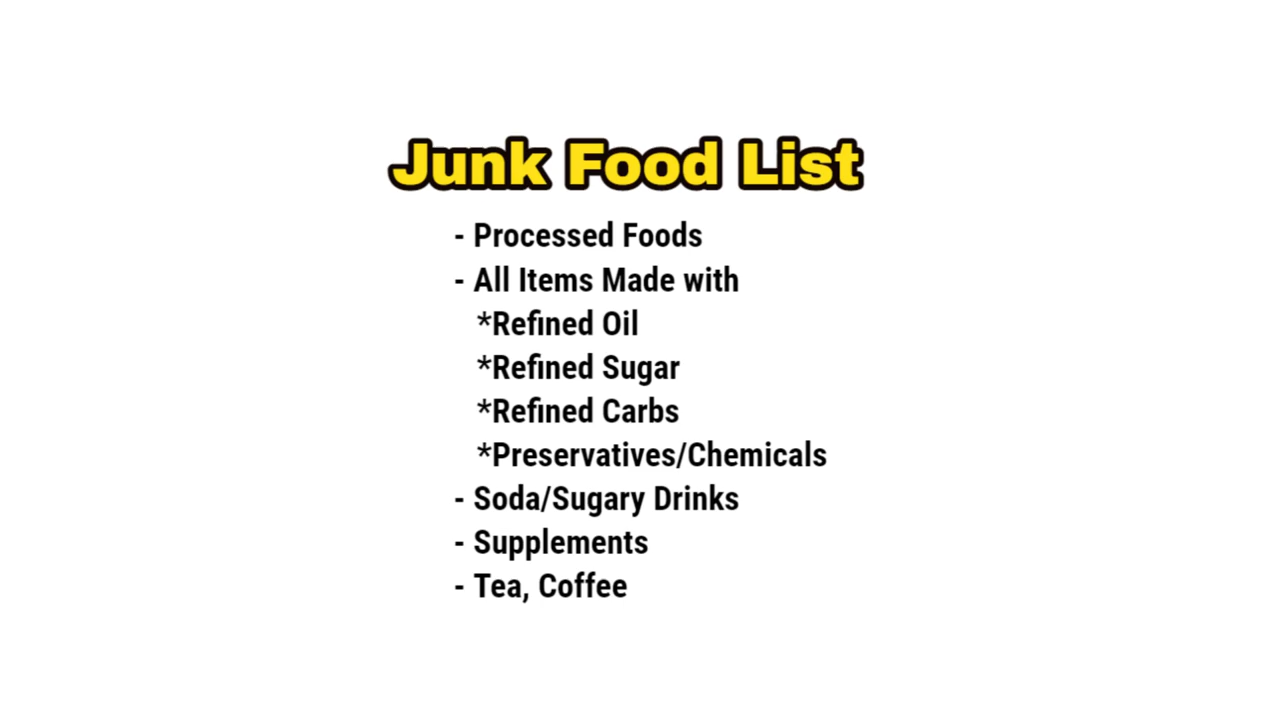 Junk Food List
- Processed Foods
- All Items Made with
*Refined Oil
*Refined Sugar
*Refined Carbs
*Preservatives/Chemicals
- Soda/Sugary Drinks
- Supplements
- Tea, Coffee